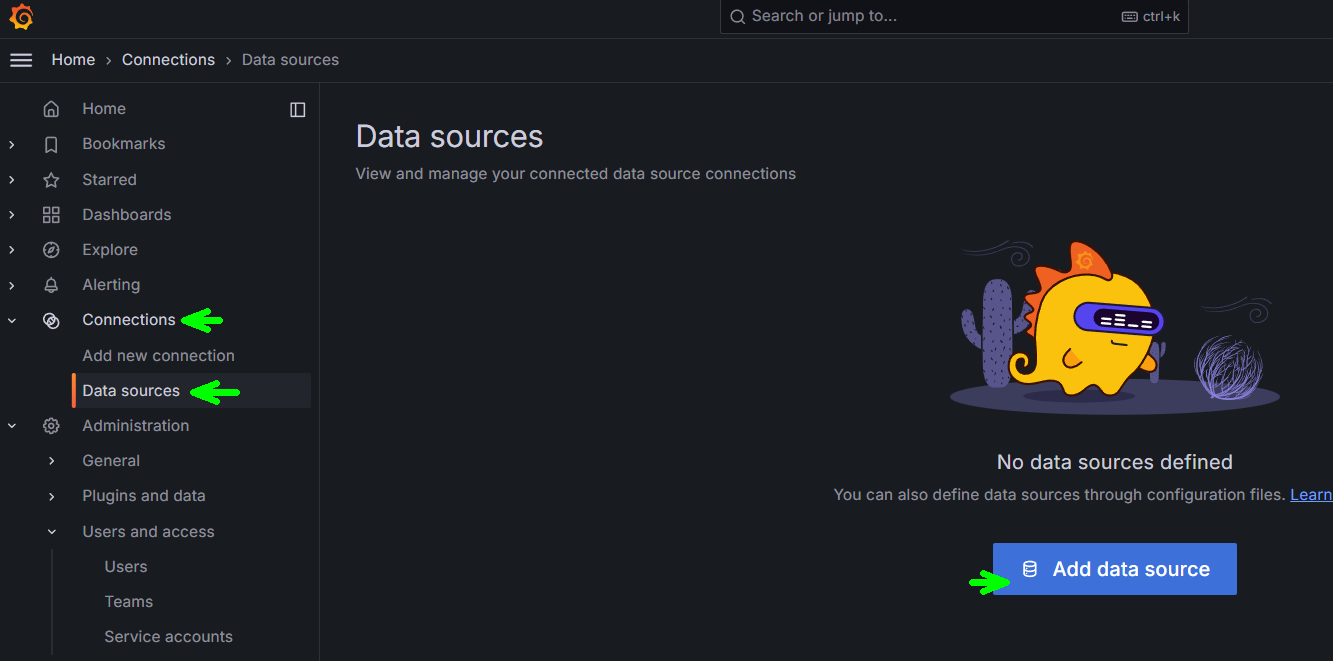 Search or jump to...
ctrl+k
Home › Connections › Data sources
Home
Bookmarks
Starred
Dashboards
Explore
Alerting
Connections
Add new connection
Data sources
Administration
General
Plugins and data
Users and access
Users
Teams
Service accounts
Data sources
View and manage your connected data source connections
No data sources defined
You can also define data sources through configuration files. Learn
Add data source